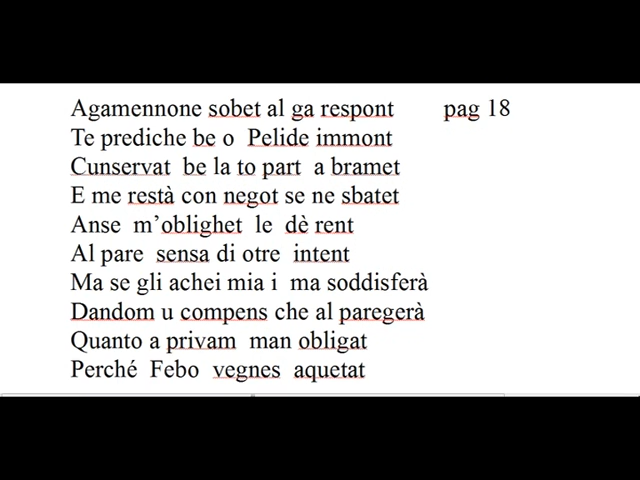 Agamennone sobet al ga respont pag 18
Te prediche be o Pelide immont
Cunservat be la to part a bramet
E me restà con negot se ne sbatet
Anse m’oblighet le dè rent
Al pare sensa di otre intent
Ma se gli achei mia i ma soddisferà
Dandom u compens che al paregerà
Quanto a privam man obligat
Perché Febo vegnes aquetat